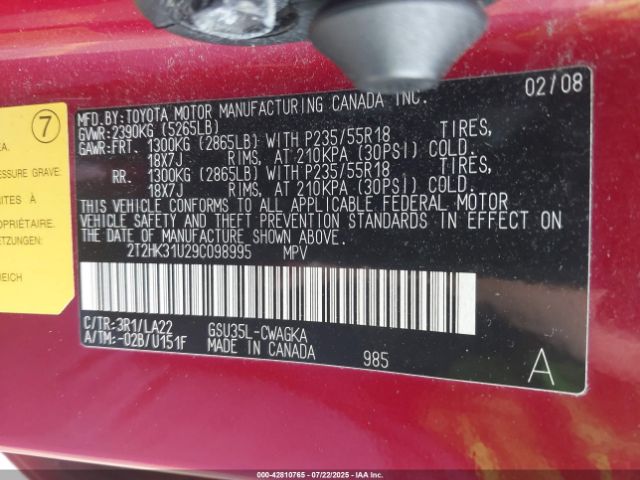 02/08
MFD.BY:TOYOTA MOTOR MANUFACTURING CANADA INC.
GVWR:2390KG (5265LB)
GAWR:FRT. 1300KG (2865LB) WITH P235/55R18 TIRES,
18X7J RIMS, AT 210KPA (30PSI) COLD.
RR. 1300KG (2865LB) WITH P235/55R18 TIRES,
18X7J RIMS, AT 210KPA (30PSI) COLD.
THIS VEHICLE CONFORMS TO ALL APPLICABLE FEDERAL MOTOR
VEHICLE SAFETY AND THEFT PREVENTION STANDARDS IN EFFECT ON
THE DATE OF MANUFACTURE SHOWN ABOVE.
2T2HK31U29C098995 MPV
C/TR:3R1/LA22 GSU35L-CWAGKA
A/TM:-02B/U151F MADE IN CANADA 985 A
7
EA.
ESSURE GRAVE:
ITES À
OPRIÉTAIRE.
ETZUNGEN:
REICH
000-42810765 - 07/22/2025 - IAAI.COM